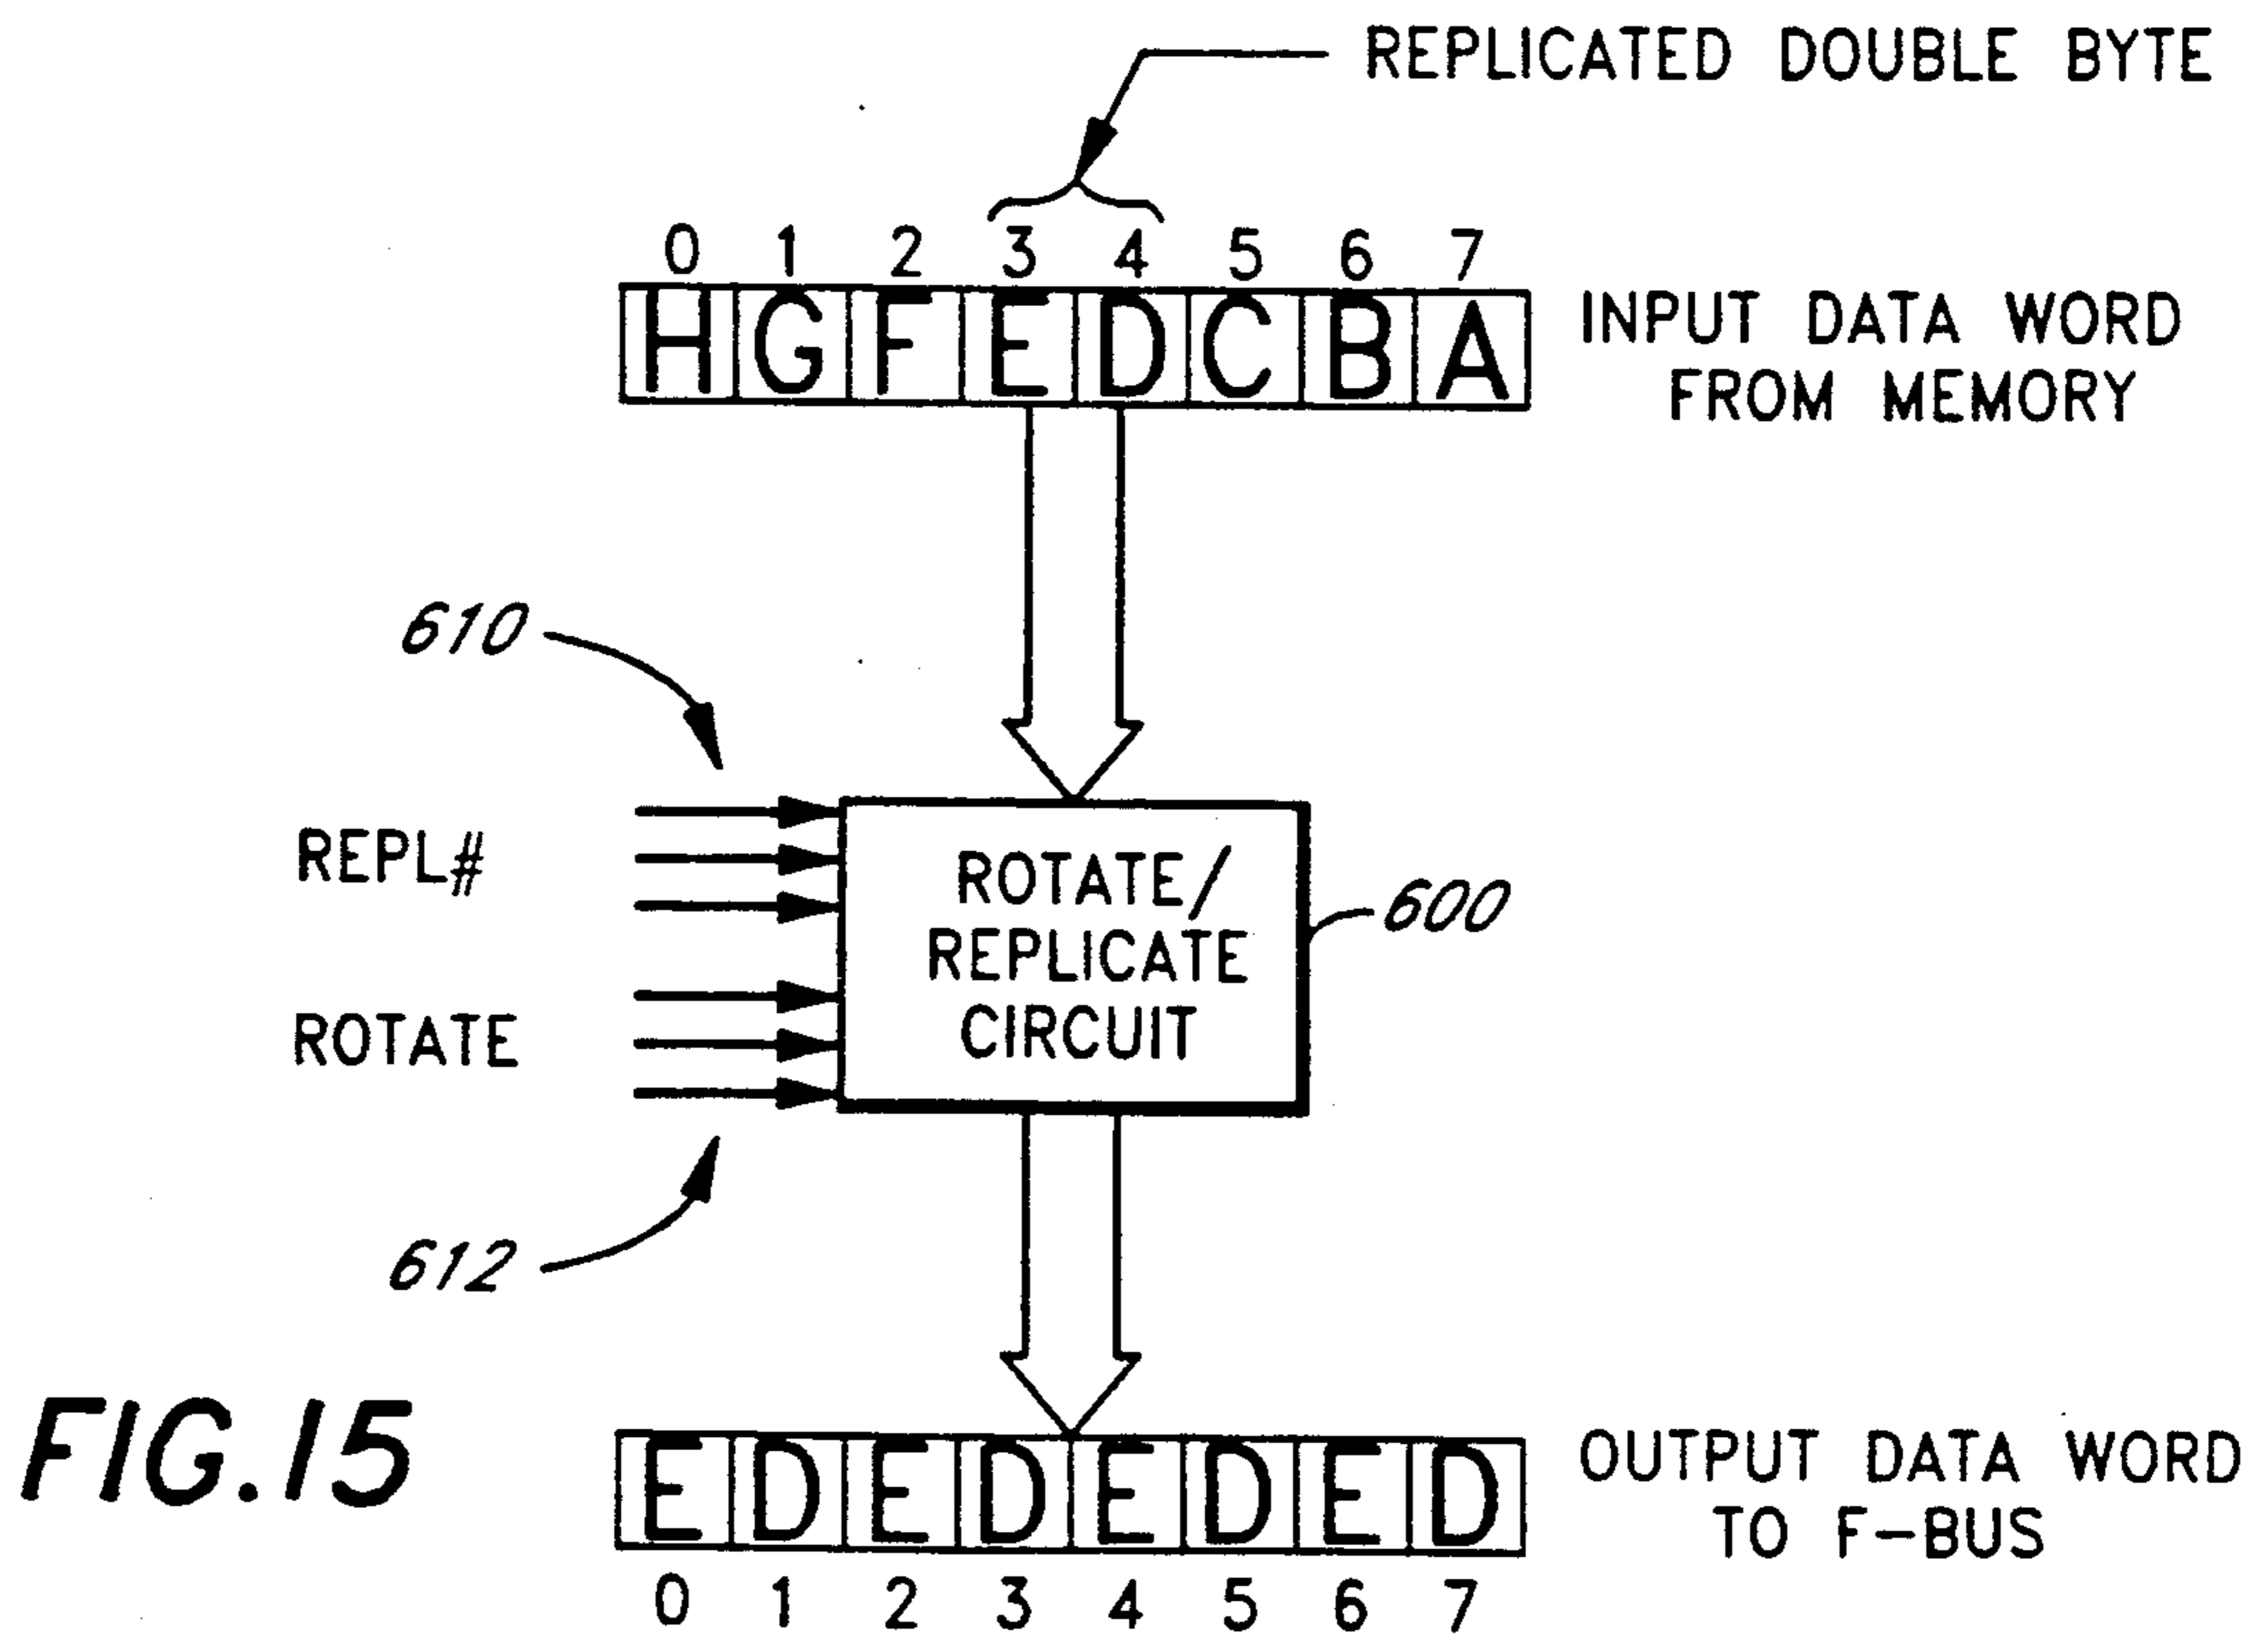 REPLICATED DOUBLE BYTE
0 1 2 3 4 5 6 7
H G F E D C B A
INPUT DATA WORD
FROM MEMORY
610
REPL#
ROTATE/
REPLICATE
CIRCUIT
600
ROTATE
612
FIG. 15
E D E D E D E D
OUTPUT DATA WORD
TO F-BUS
0 1 2 3 4 5 6 7